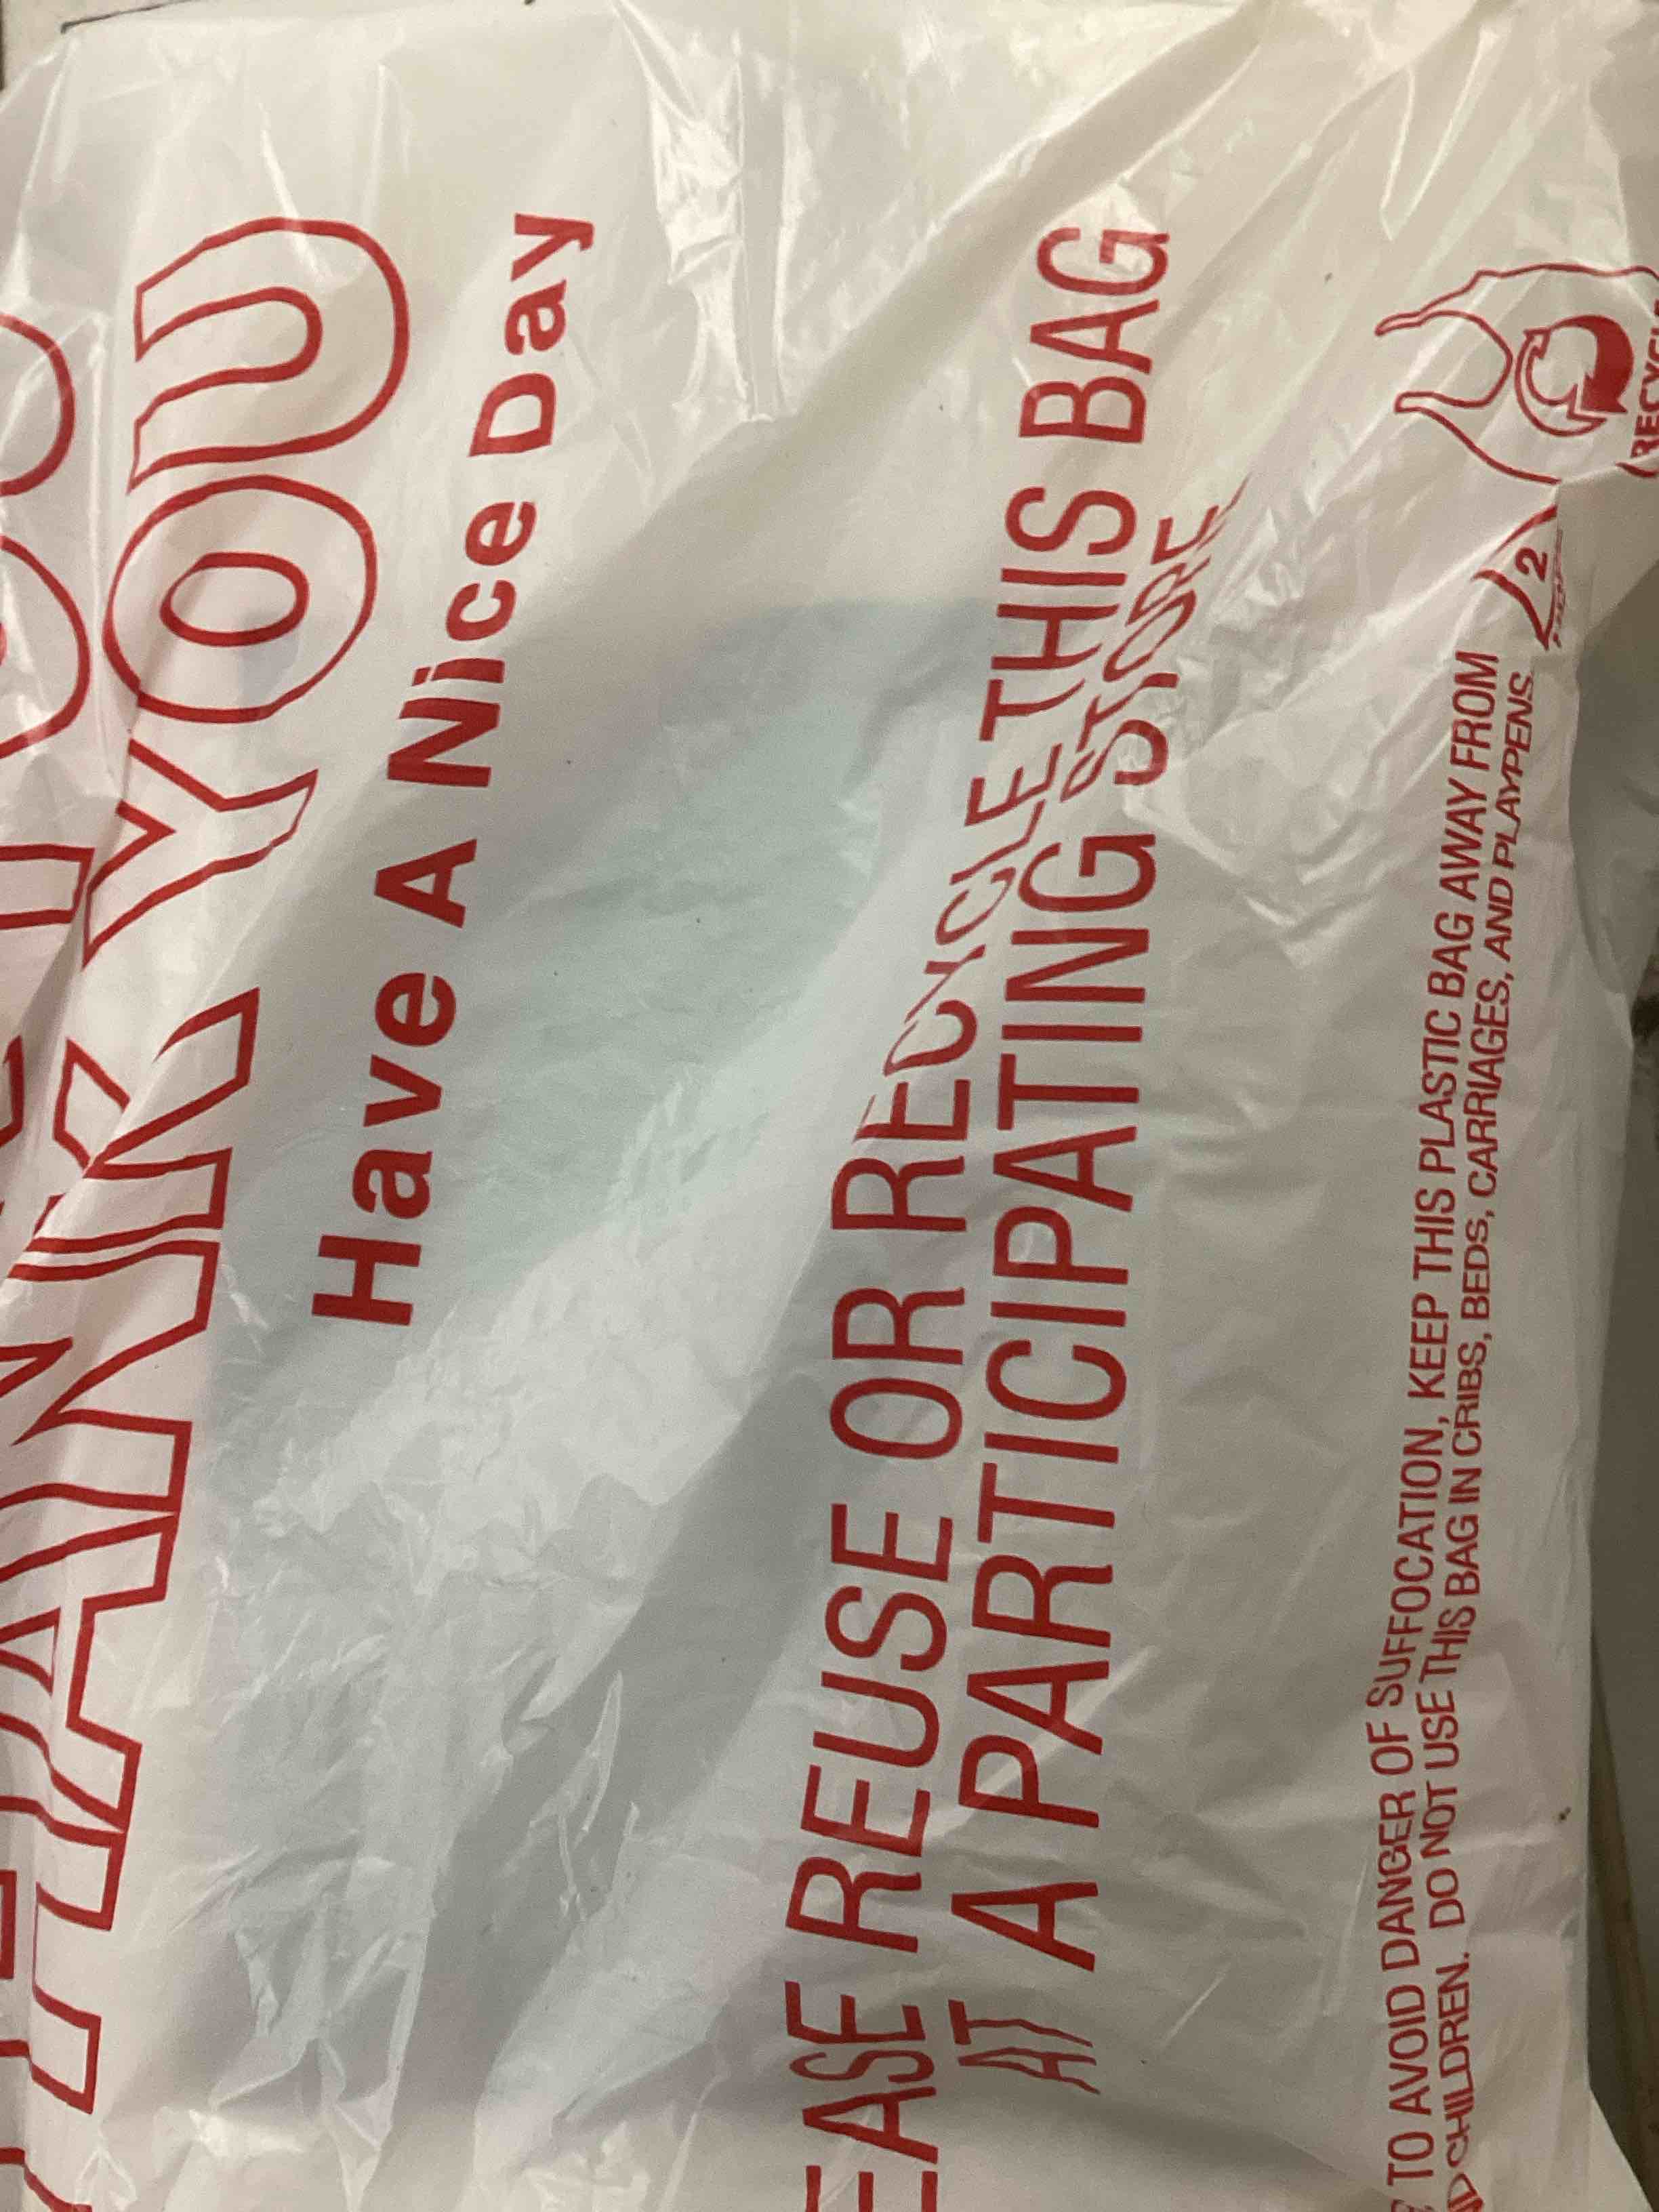 THANK YOU
Have A Nice Day
EASE REUSE OR RECYCLE THIS BAG
AT A PARTICIPATING STORE
TO AVOID DANGER OF SUFFOCATION, KEEP THIS PLASTIC BAG AWAY FROM
CHILDREN. DO NOT USE THIS BAG IN CRIBS, BEDS, CARRIAGES, AND PLAYPENS.
2